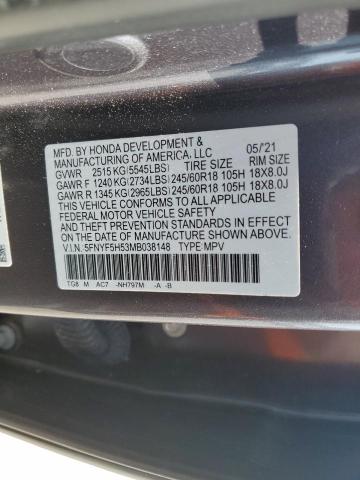 MFD. BY HONDA DEVELOPMENT &
MANUFACTURING OF AMERICA, LLC 05/'21
GVWR 2515 KG (5545LBS) TIRE SIZE RIM SIZE
GAWR F 1240 KG (2734LBS) 245/60R18 105H 18X8.0J
GAWR R 1345 KG (2965LBS) 245/60R18 105H 18X8.0J
THIS VEHICLE CONFORMS TO ALL APPLICABLE
FEDERAL MOTOR VEHICLE SAFETY, BUMPER,
AND THEFT PREVENTION STANDARDS IN EFFECT
ON THE DATE OF MANUFACTURE SHOWN ABOVE.
V.I.N. 5FNYF5H53MB038148 TYPE MPV
TG8 M AC7 -NH797M -A -B